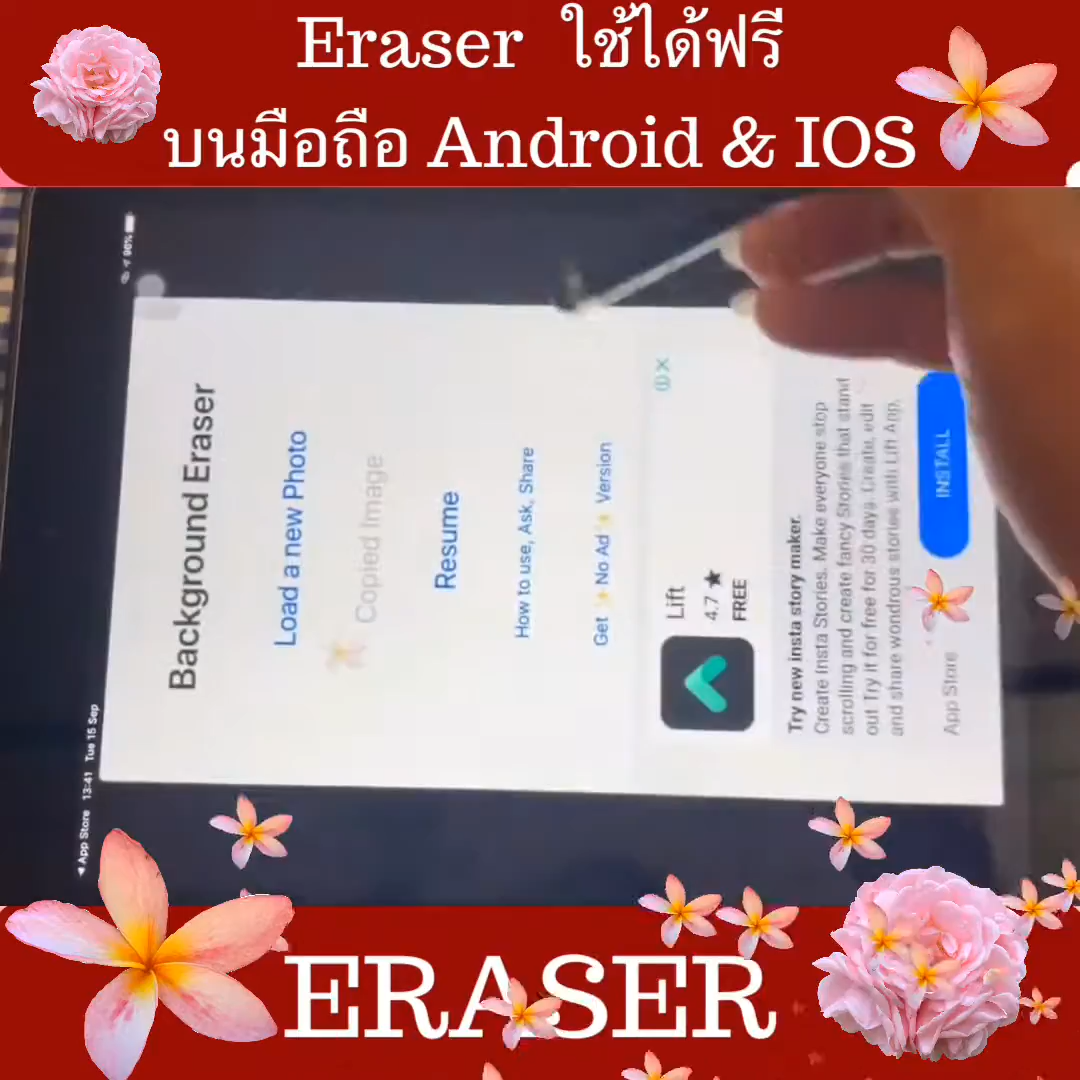 Eraser ใช้ได้ฟรี
บนมือถือ Android & IOS
App Store 13:41 Tue 15 Sep
96%
Background Eraser
Load a new Photo
Copied Image
Resume
How to use, Ask, Share
Get ✨No Ad✨ Version
Lift
4.7 ★
FREE
Try new insta story maker.
Create Insta Stories. Make everyone stop
scrolling and create fancy Stories that stand
out Try it for free for 30 days. Create, edit
and share wondrous stories with Lift App.
App Store
INSTALL
ERASER